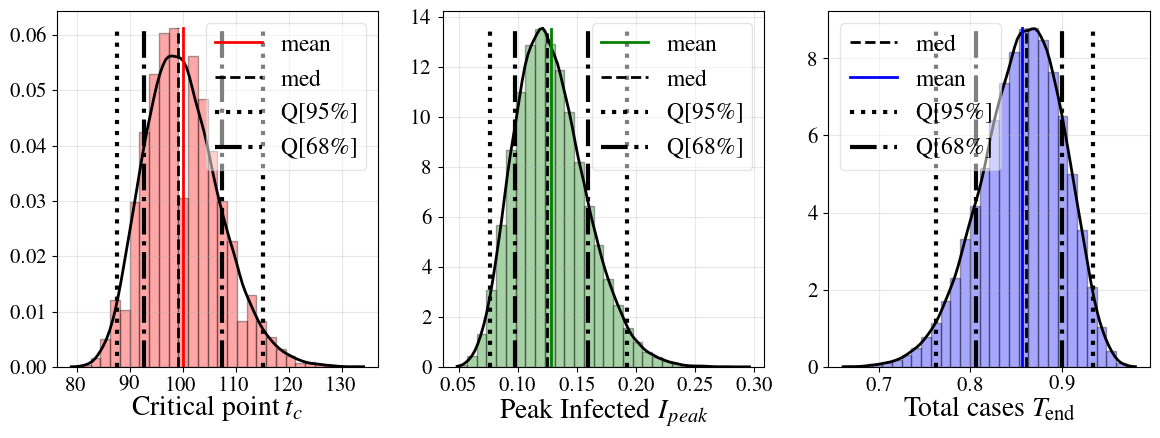 0.06
0.05
0.04
0.03
0.02
0.01
0.00
80 90 100 110 120 130
Critical point t_c
mean
med
Q[95%]
Q[68%]
14
12
10
8
6
4
2
0
0.05 0.10 0.15 0.20 0.25 0.30
Peak Infected I_peak
mean
med
Q[95%]
Q[68%]
8
6
4
2
0
0.7 0.8 0.9
Total cases T_end
med
mean
Q[95%]
Q[68%]